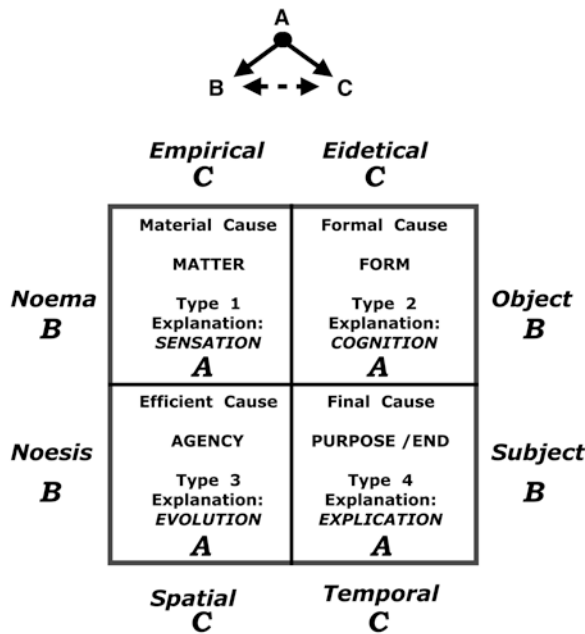 A
B C
Empirical Eidetical
C C
Material Cause Formal Cause
MATTER FORM
Noema Type 1 Type 2 Object
Explanation: Explanation:
B SENSATION COGNITION B
A A
Efficient Cause Final Cause
AGENCY PURPOSE /END
Noesis Subject
Type 3 Type 4
B Explanation: Explanation: B
EVOLUTION EXPLICATION
A A
Spatial Temporal
C C